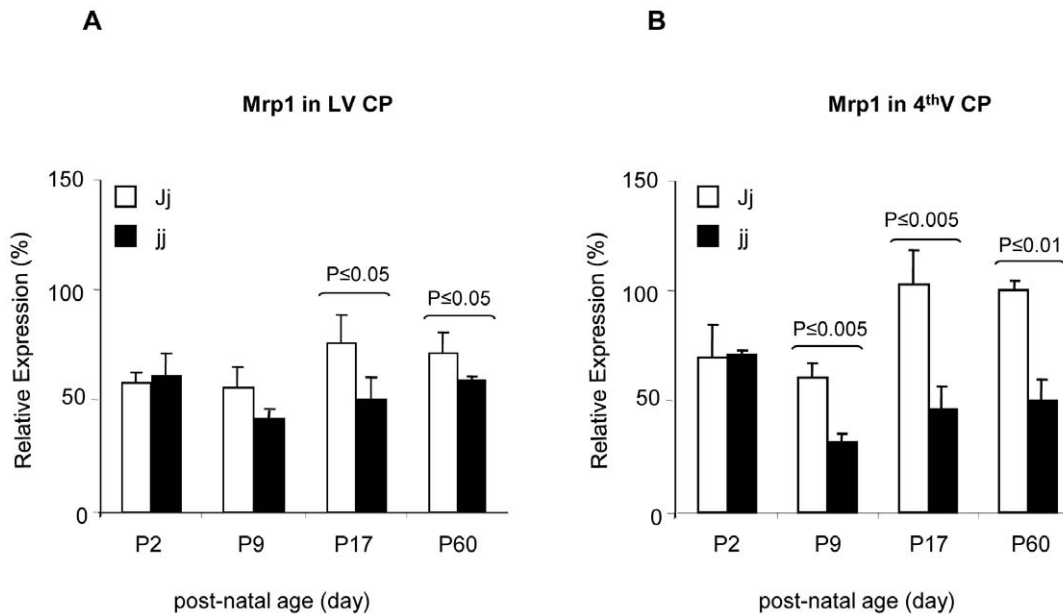 A
Mrp1 in LV CP
150
100
50
0
Relative Expression (%)
Jj
jj
P≤0.05
P≤0.05
P2 P9 P17 P60
post-natal age (day)
B
Mrp1 in 4thV CP
150
100
50
0
Relative Expression (%)
Jj
jj
P≤0.005
P≤0.005
P≤0.01
P2 P9 P17 P60
post-natal age (day)